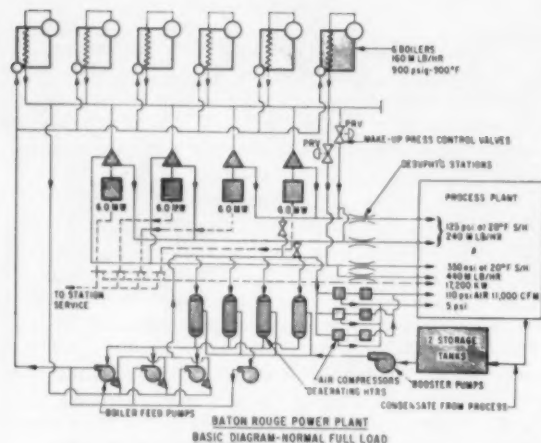 6 BOILERS
160 M LB/HR
900 psig-900°F
PRV
PRV
MAKE-UP PRESS CONTROL VALVES
DESUPHT'G STATIONS
6.0 MW
6.0 MW
6.0 MW
6.0 MW
PROCESS PLANT
135 psi at 20°F S/H
240 M LB/HR
&
350 psi at 20°F S/H
440 M LB/HR
17,200 KW
110 psi AIR 11,000 CFM
5 psi
TO STATION
SERVICE
2 STORAGE
TANKS
AIR COMPRESSORS
DEAERATING HTRS
BOOSTER PUMPS
BOILER FEED PUMPS
CONDENSATE FROM PROCESS
BATON ROUGE POWER PLANT
BASIC DIAGRAM-NORMAL FULL LOAD